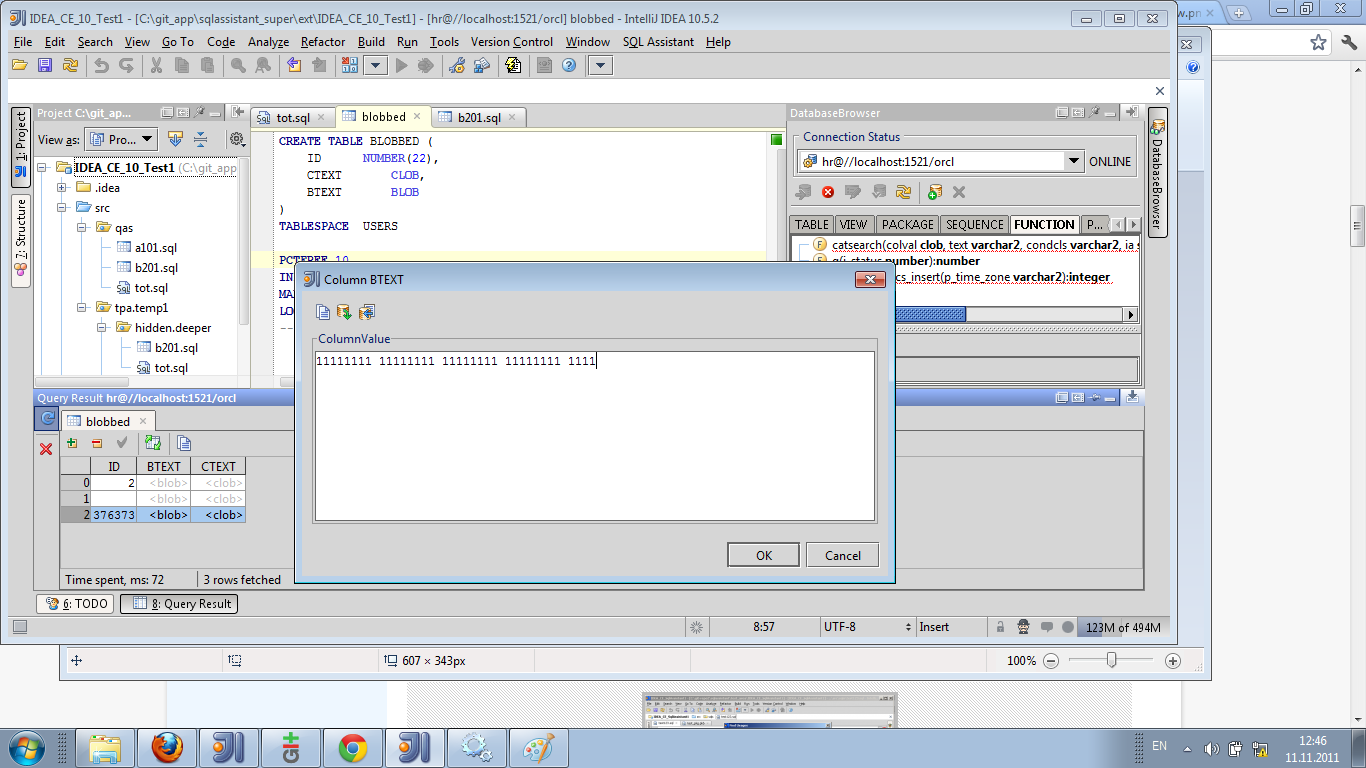 IDEA_CE_10_Test1 - [C:\git_app\sqlassistant_super\ext\IDEA_CE_10_Test1] - [hr@//localhost:1521/orcl] blobbed - IntelliJ IDEA 10.5.2
w.pn
File Edit Search View Go To Code Analyze Refactor Build Run Tools Version Control Window SQL Assistant Help
Project C:\git_ap...
tot.sql blobbed b201.sql
DatabaseBrowser
1: Project
7: Structure
DatabaseBrowser
View as: Pro...
IDEA_CE_10_Test1 (C:\git_app
.idea
src
qas
a101.sql
b201.sql
tot.sql
tpa.temp1
hidden.deeper
b201.sql
tot.sql
CREATE TABLE BLOBBED (
ID NUMBER(22),
CTEXT CLOB,
BTEXT BLOB
)
TABLESPACE USERS
PCTFREE 10
IN
MA
LO
--
Connection Status
hr@//localhost:1521/orcl ONLINE
TABLE VIEW PACKAGE SEQUENCE FUNCTION P...
catsearch(colval clob, text varchar2, condcls varchar2, ia s
g(i_status number):number
cs_insert(p_time_zone varchar2):integer
Column BTEXT
ColumnValue
11111111 11111111 11111111 11111111 1111
OK Cancel
Query Result hr@//localhost:1521/orcl
blobbed
ID BTEXT CTEXT
0 2 <blob> <clob>
1 <blob> <clob>
2 376373 <blob> <clob>
Time spent, ms: 72 3 rows fetched
6: TODO 8: Query Result
8:57 UTF-8 Insert 123M of 494M
607 × 343px 100%
EN 12:46
11.11.2011